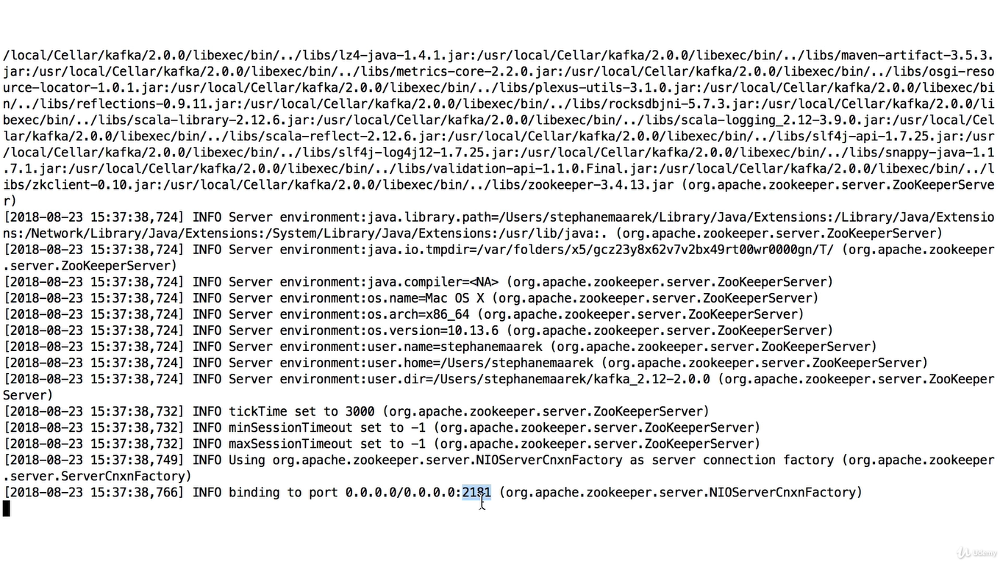 /local/Cellar/kafka/2.0.0/libexec/bin/../libs/lz4-java-1.4.1.jar:/usr/local/Cellar/kafka/2.0.0/libexec/bin/../libs/maven-artifact-3.5.3.
jar:/usr/local/Cellar/kafka/2.0.0/libexec/bin/../libs/metrics-core-2.2.0.jar:/usr/local/Cellar/kafka/2.0.0/libexec/bin/../libs/osgi-reso
urce-locator-1.0.1.jar:/usr/local/Cellar/kafka/2.0.0/libexec/bin/../libs/plexus-utils-3.1.0.jar:/usr/local/Cellar/kafka/2.0.0/libexec/bi
n/../libs/reflections-0.9.11.jar:/usr/local/Cellar/kafka/2.0.0/libexec/bin/../libs/rocksdbjni-5.7.3.jar:/usr/local/Cellar/kafka/2.0.0/li
bexec/bin/../libs/scala-library-2.12.6.jar:/usr/local/Cellar/kafka/2.0.0/libexec/bin/../libs/scala-logging_2.12-3.9.0.jar:/usr/local/Cel
lar/kafka/2.0.0/libexec/bin/../libs/scala-reflect-2.12.6.jar:/usr/local/Cellar/kafka/2.0.0/libexec/bin/../libs/slf4j-api-1.7.25.jar:/usr
/local/Cellar/kafka/2.0.0/libexec/bin/../libs/slf4j-log4j12-1.7.25.jar:/usr/local/Cellar/kafka/2.0.0/libexec/bin/../libs/snappy-java-1.1
.7.1.jar:/usr/local/Cellar/kafka/2.0.0/libexec/bin/../libs/validation-api-1.1.0.Final.jar:/usr/local/Cellar/kafka/2.0.0/libexec/bin/../l
ibs/zkclient-0.10.jar:/usr/local/Cellar/kafka/2.0.0/libexec/bin/../libs/zookeeper-3.4.13.jar (org.apache.zookeeper.server.ZooKeeperServe
r)
[2018-08-23 15:37:38,724] INFO Server environment:java.library.path=/Users/stephanemaarek/Library/Java/Extensions:/Library/Java/Extensio
ns:/Network/Library/Java/Extensions:/System/Library/Java/Extensions:/usr/lib/java:. (org.apache.zookeeper.server.ZooKeeperServer)
[2018-08-23 15:37:38,724] INFO Server environment:java.io.tmpdir=/var/folders/x5/gcz23y8x62v7v2bx49rt00wr0000gn/T/ (org.apache.zookeeper
.server.ZooKeeperServer)
[2018-08-23 15:37:38,724] INFO Server environment:java.compiler=<NA> (org.apache.zookeeper.server.ZooKeeperServer)
[2018-08-23 15:37:38,724] INFO Server environment:os.name=Mac OS X (org.apache.zookeeper.server.ZooKeeperServer)
[2018-08-23 15:37:38,724] INFO Server environment:os.arch=x86_64 (org.apache.zookeeper.server.ZooKeeperServer)
[2018-08-23 15:37:38,724] INFO Server environment:os.version=10.13.6 (org.apache.zookeeper.server.ZooKeeperServer)
[2018-08-23 15:37:38,724] INFO Server environment:user.name=stephanemaarek (org.apache.zookeeper.server.ZooKeeperServer)
[2018-08-23 15:37:38,724] INFO Server environment:user.home=/Users/stephanemaarek (org.apache.zookeeper.server.ZooKeeperServer)
[2018-08-23 15:37:38,724] INFO Server environment:user.dir=/Users/stephanemaarek/kafka_2.12-2.0.0 (org.apache.zookeeper.server.ZooKeeper
Server)
[2018-08-23 15:37:38,732] INFO tickTime set to 3000 (org.apache.zookeeper.server.ZooKeeperServer)
[2018-08-23 15:37:38,732] INFO minSessionTimeout set to -1 (org.apache.zookeeper.server.ZooKeeperServer)
[2018-08-23 15:37:38,732] INFO maxSessionTimeout set to -1 (org.apache.zookeeper.server.ZooKeeperServer)
[2018-08-23 15:37:38,749] INFO Using org.apache.zookeeper.server.NIOServerCnxnFactory as server connection factory (org.apache.zookeeper
.server.ServerCnxnFactory)
[2018-08-23 15:37:38,766] INFO binding to port 0.0.0.0/0.0.0.0:2181 (org.apache.zookeeper.server.NIOServerCnxnFactory)
Udemy